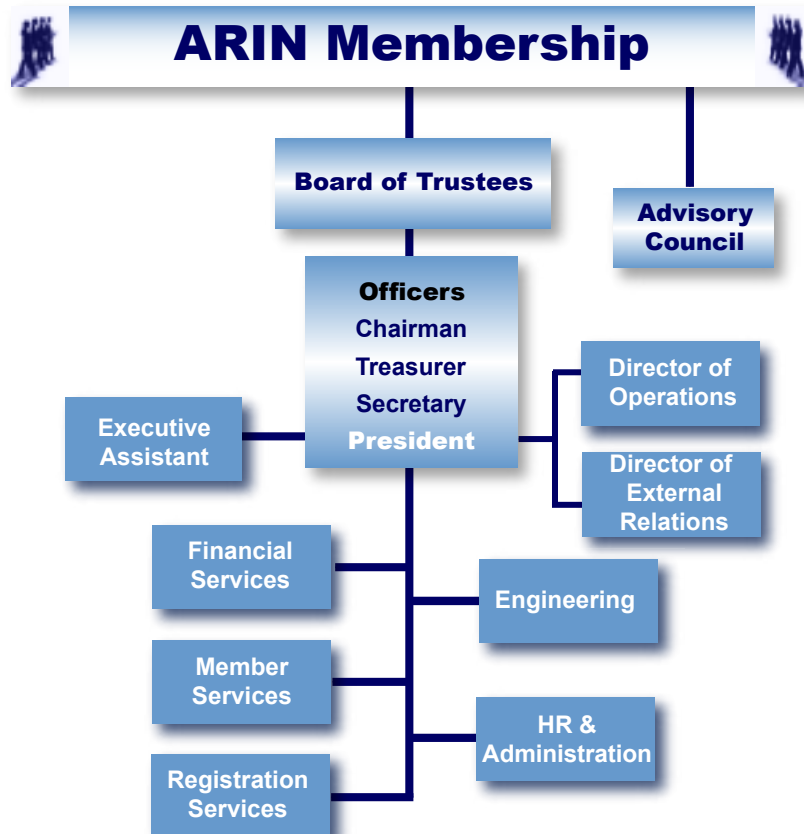 ARIN Membership
Board of Trustees
Advisory
Council
Officers
Chairman
Treasurer
Secretary
President
Director of
Operations
Executive
Assistant
Director of
External
Relations
Financial
Services
Engineering
Member
Services
HR &
Administration
Registration
Services